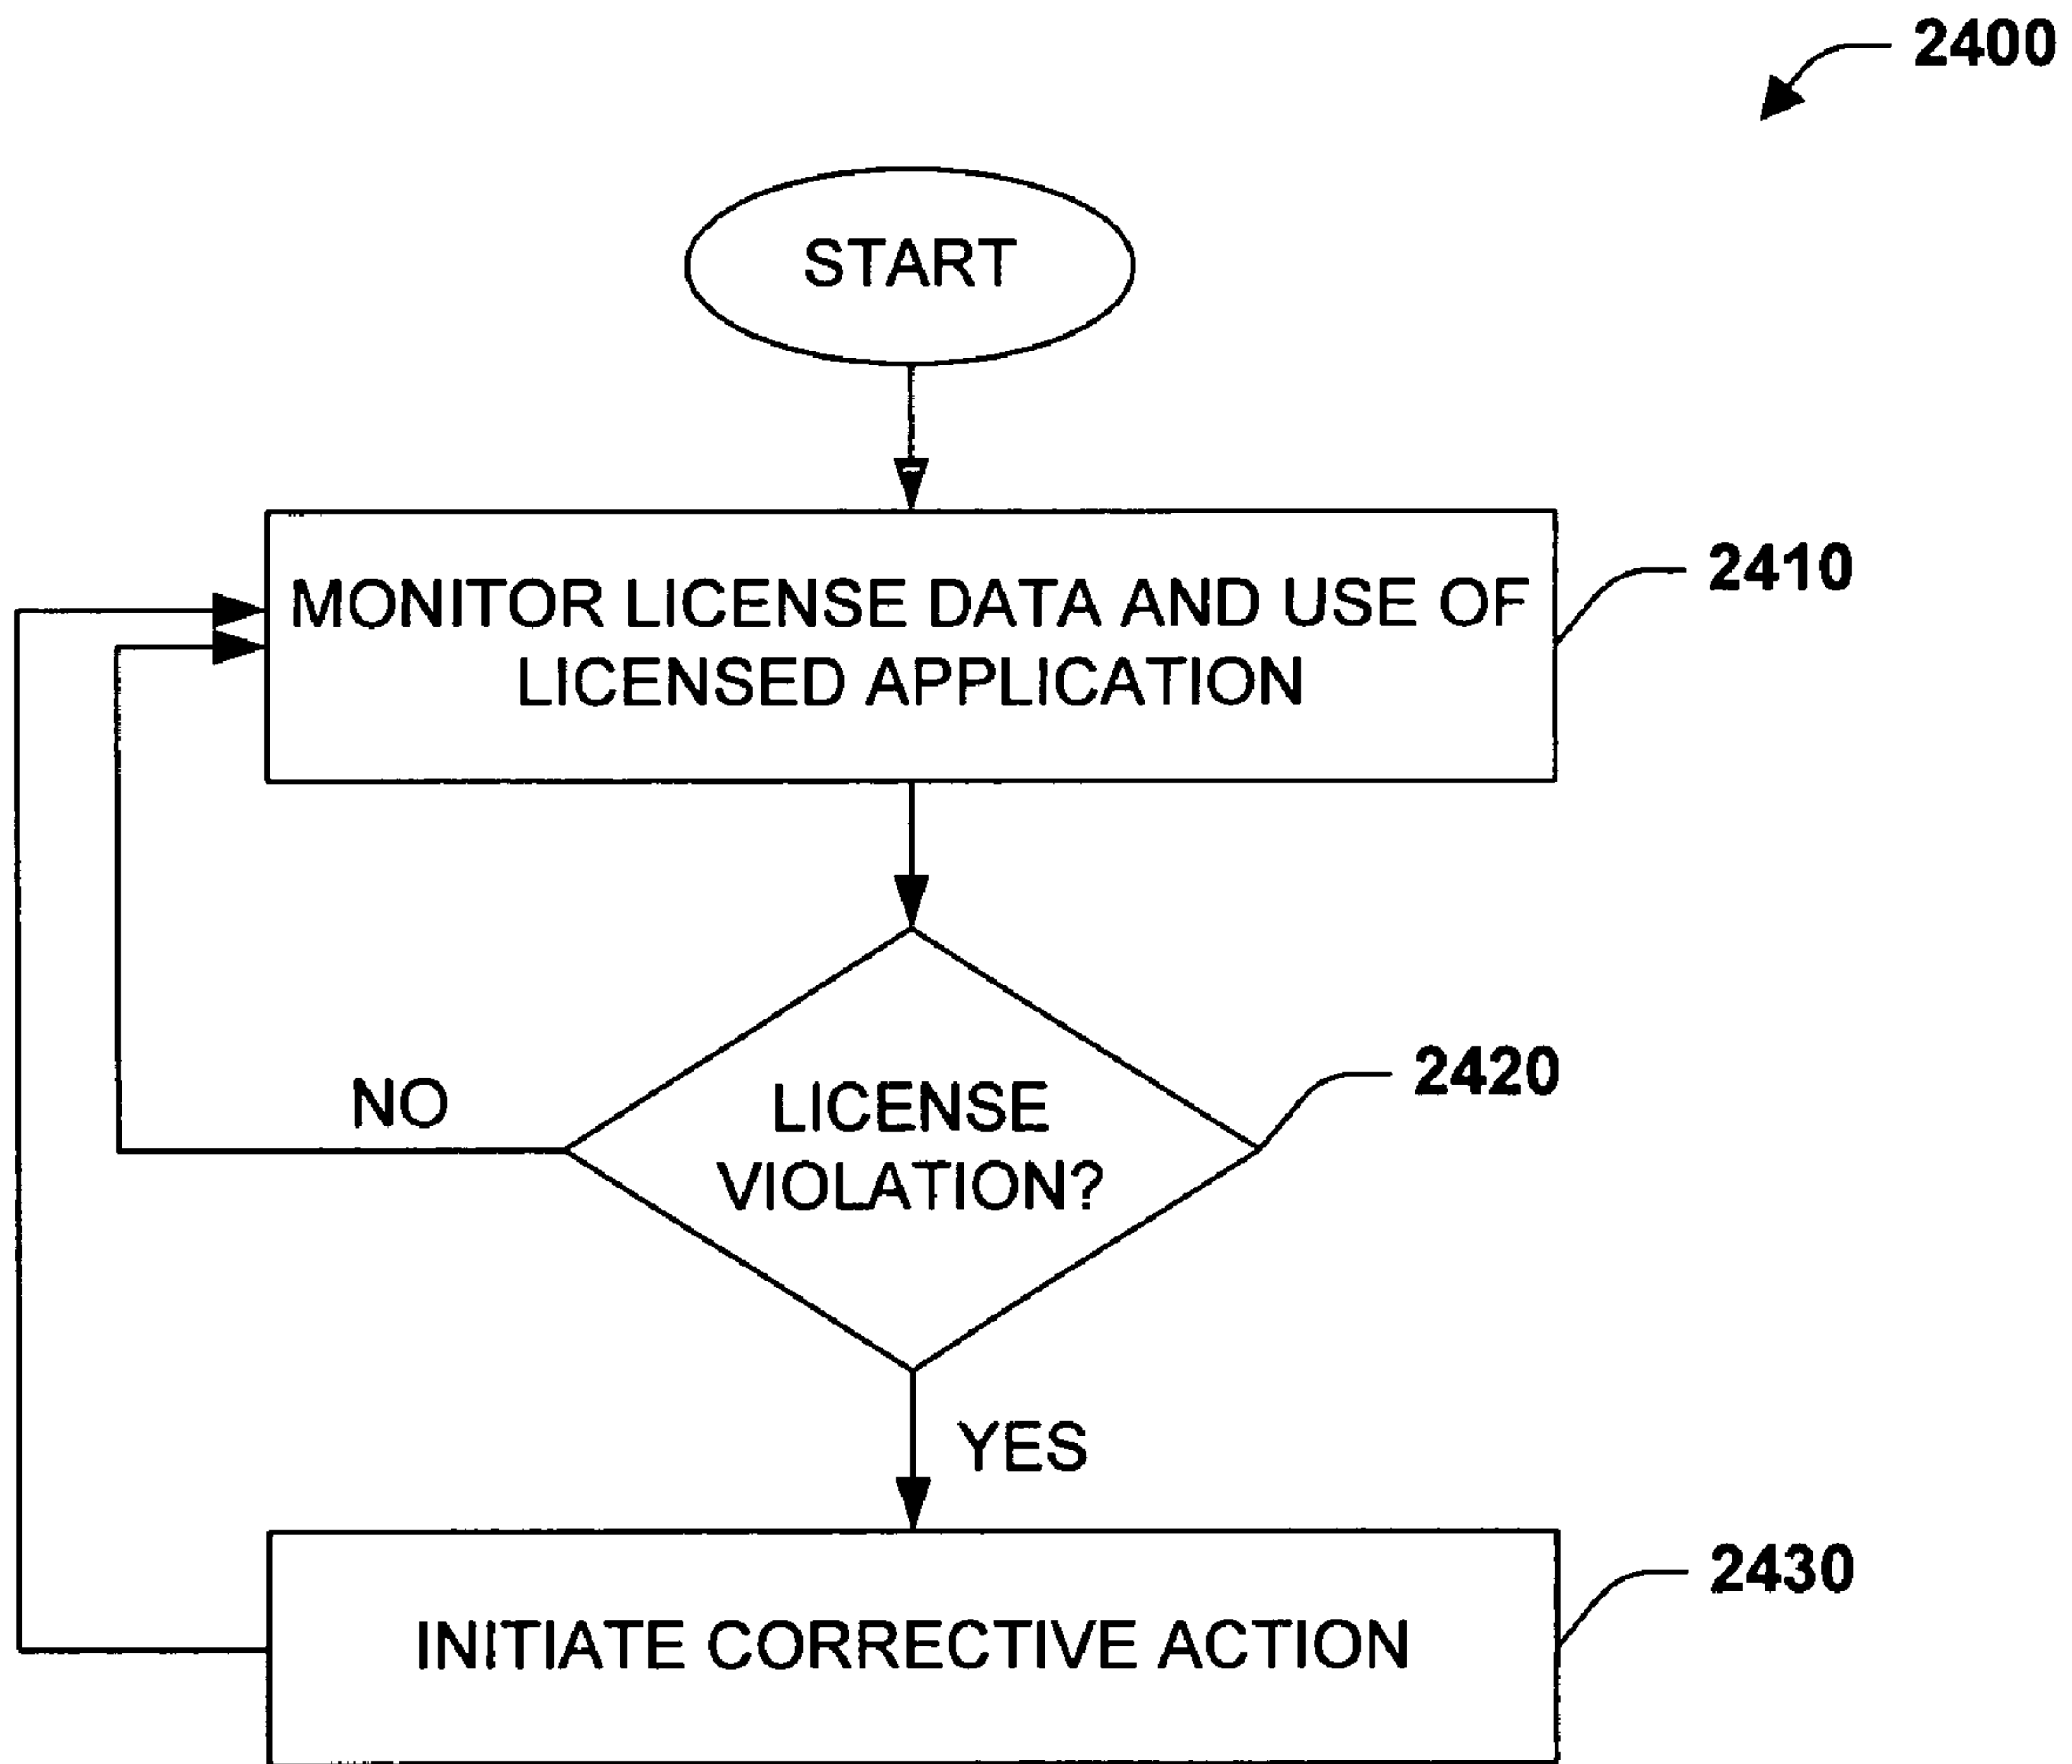 2400
START
MONITOR LICENSE DATA AND USE OF
LICENSED APPLICATION
2410
LICENSE
VIOLATION?
2420
NO
YES
INITIATE CORRECTIVE ACTION
2430